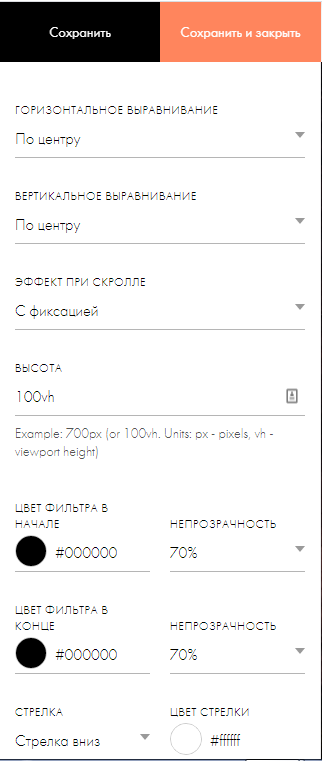 Сохранить Сохранить и закрыть
ГОРИЗОНТАЛЬНОЕ ВЫРАВНИВАНИЕ
По центру
ВЕРТИКАЛЬНОЕ ВЫРАВНИВАНИЕ
По центру
ЭФФЕКТ ПРИ СКРОЛЛЕ
С фиксацией
ВЫСОТА
100vh
Example: 700px (or 100vh. Units: px - pixels, vh -
viewport height)
ЦВЕТ ФИЛЬТРА В
НАЧАЛЕ
НЕПРОЗРАЧНОСТЬ
#000000 70%
ЦВЕТ ФИЛЬТРА В
КОНЦЕ
НЕПРОЗРАЧНОСТЬ
#000000 70%
СТРЕЛКА ЦВЕТ СТРЕЛКИ
Стрелка вниз #ffffff